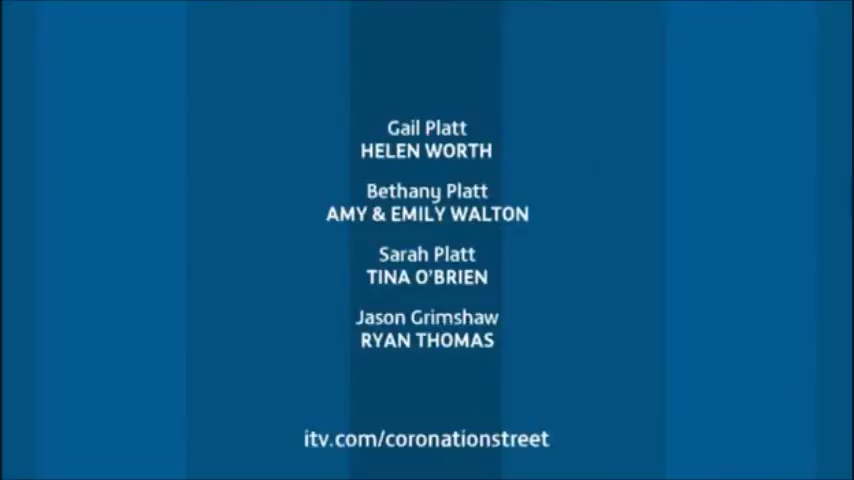 Gail Platt
HELEN WORTH
Bethany Platt
AMY & EMILY WALTON
Sarah Platt
TINA O'BRIEN
Jason Grimshaw
RYAN THOMAS
itv.com/coronationstreet